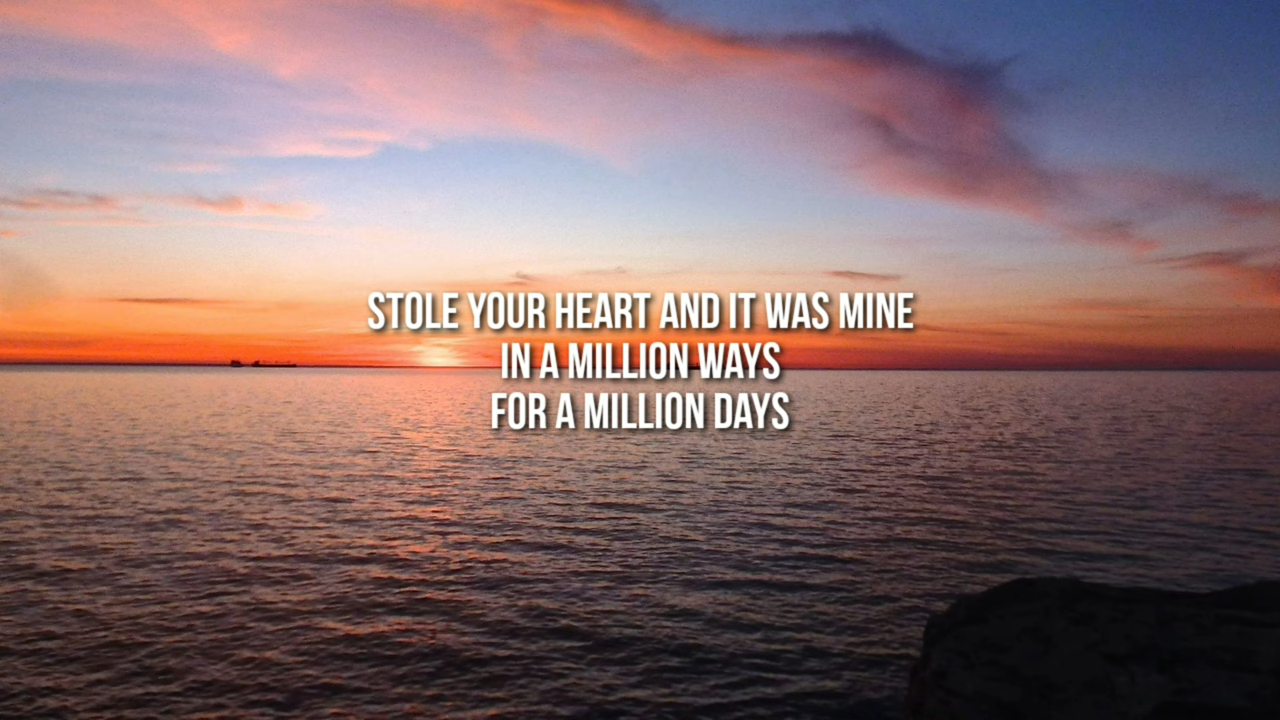 STOLE YOUR HEART AND IT WAS MINE
IN A MILLION WAYS
FOR A MILLION DAYS